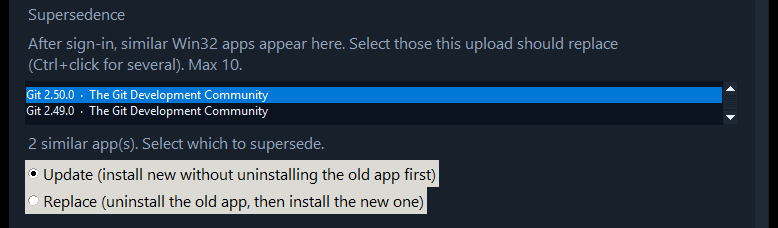 Supersedence
After sign-in, similar Win32 apps appear here. Select those this upload should replace
(Ctrl+click for several). Max 10.
Git 2.50.0 · The Git Development Community
Git 2.49.0 · The Git Development Community
2 similar app(s). Select which to supersede.
Update (install new without uninstalling the old app first)
Replace (uninstall the old app, then install the new one)